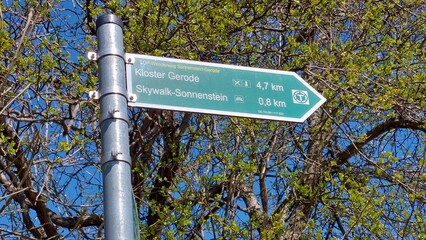 Kloster Gerode 4,7 km
Skywalk-Sonnenstein 0,8 km